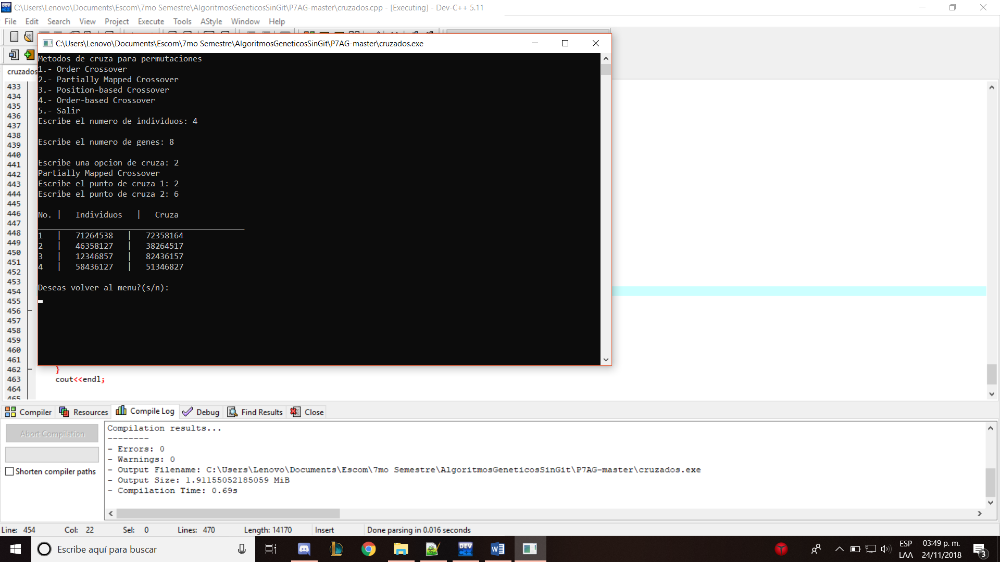 C:\Users\Lenovo\Documents\Escom\7mo Semestre\AlgoritmosGeneticosSinGit\P7AG-master\cruzados.cpp - [Executing] - Dev-C++ 5.11
File Edit Search View Project Execute Tools AStyle Window Help
C:\Users\Lenovo\Documents\Escom\7mo Semestre\AlgoritmosGeneticosSinGit\P7AG-master\cruzados.exe
Metodos de cruza para permutaciones
1.- Order Crossover
2.- Partially Mapped Crossover
3.- Position-based Crossover
4.- Order-based Crossover
5.- Salir
Escribe el numero de individuos: 4
Escribe el numero de genes: 8
Escribe una opcion de cruza: 2
Partially Mapped Crossover
Escribe el punto de cruza 1: 2
Escribe el punto de cruza 2: 6
No. | Individuos | Cruza
1 | 71264538 | 72358164
2 | 46358127 | 38264517
3 | 12346857 | 82436157
4 | 58436127 | 51346827
Deseas volver al menu?(s/n):
cruzados
433
434
435
436
437
438
439
440
441
442
443
444
445
446
447
448
449
450
451
452
453
454
455
456
457
458
459
460
461
462 }
463 cout<<endl;
464
465
Compiler Resources Compile Log Debug Find Results Close
Abort Compilation
Shorten compiler paths
Compilation results...
--------
- Errors: 0
- Warnings: 0
- Output Filename: C:\Users\Lenovo\Documents\Escom\7mo Semestre\AlgoritmosGeneticosSinGit\P7AG-master\cruzados.exe
- Output Size: 1.91155052185059 MiB
- Compilation Time: 0.69s
Line: 454 Col: 22 Sel: 0 Lines: 470 Length: 14170 Insert Done parsing in 0.016 seconds
Escribe aquí para buscar
DEV
ESP
LAA
03:49 p. m.
24/11/2018
3